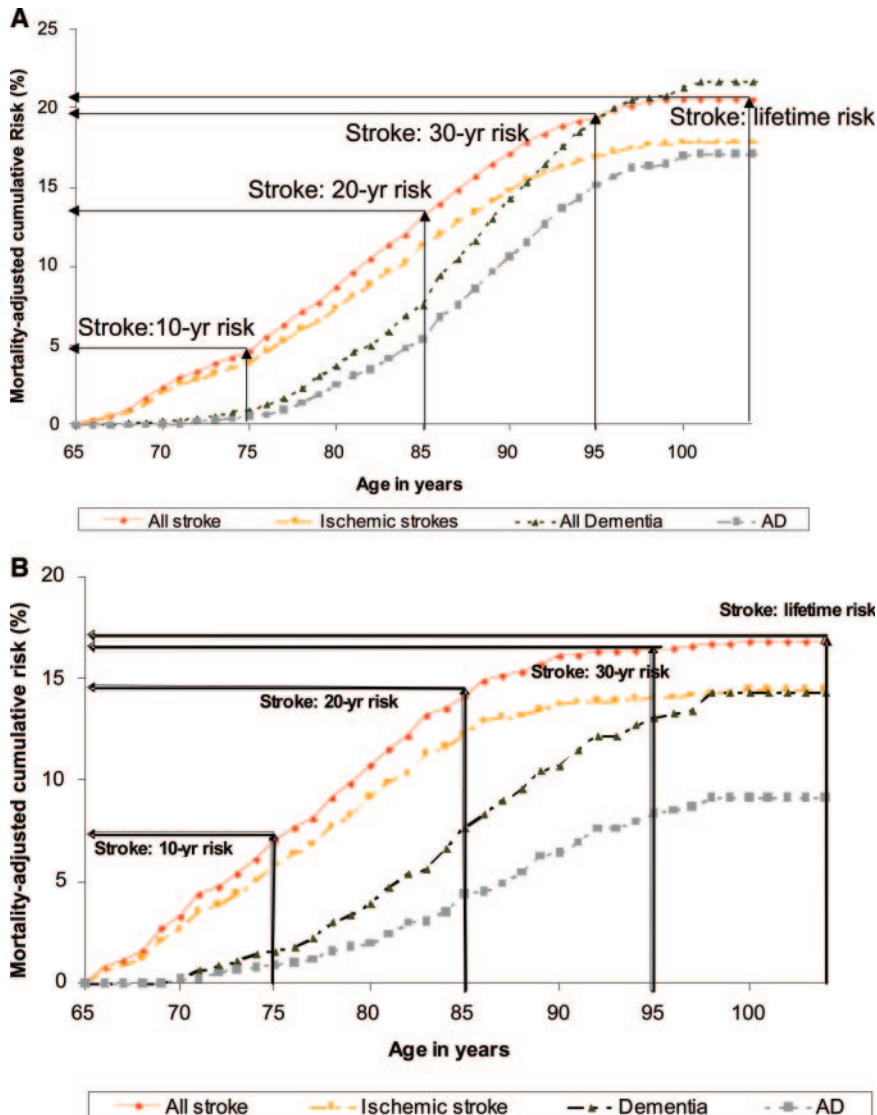 A
Mortality-adjusted cumulative Risk (%)
25
20
15
10
5
0
Stroke: lifetime risk
Stroke: 30-yr risk
Stroke: 20-yr risk
Stroke:10-yr risk
65 70 75 80 85 90 95 100
Age in years
All stroke Ischemic strokes All Dementia AD
B
Mortality-adjusted cumulative risk (%)
20
15
10
5
0
Stroke: lifetime risk
Stroke: 30-yr risk
Stroke: 20-yr risk
Stroke: 10-yr risk
65 70 75 80 85 90 95 100
Age in years
All stroke Ischemic stroke Dementia AD